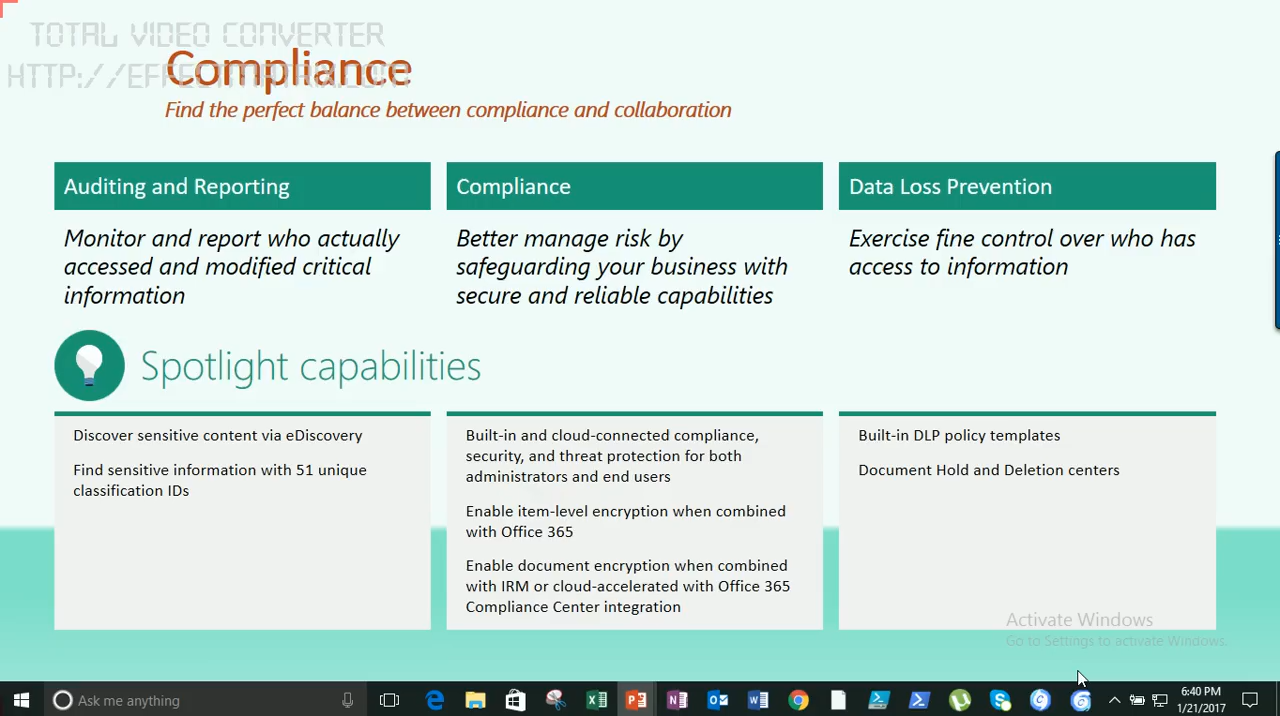 TOTAL VIDEO CONVERTER
HTTP://EFFECTMATRIX.COM
Compliance
Find the perfect balance between compliance and collaboration
Auditing and Reporting
Monitor and report who actually
accessed and modified critical
information
Compliance
Better manage risk by
safeguarding your business with
secure and reliable capabilities
Data Loss Prevention
Exercise fine control over who has
access to information
Spotlight capabilities
Discover sensitive content via eDiscovery
Find sensitive information with 51 unique
classification IDs
Built-in and cloud-connected compliance,
security, and threat protection for both
administrators and end users
Enable item-level encryption when combined
with Office 365
Enable document encryption when combined
with IRM or cloud-accelerated with Office 365
Compliance Center integration
Built-in DLP policy templates
Document Hold and Deletion centers
Activate Windows
Go to Settings to activate Windows.
Ask me anything
6:40 PM
1/21/2017